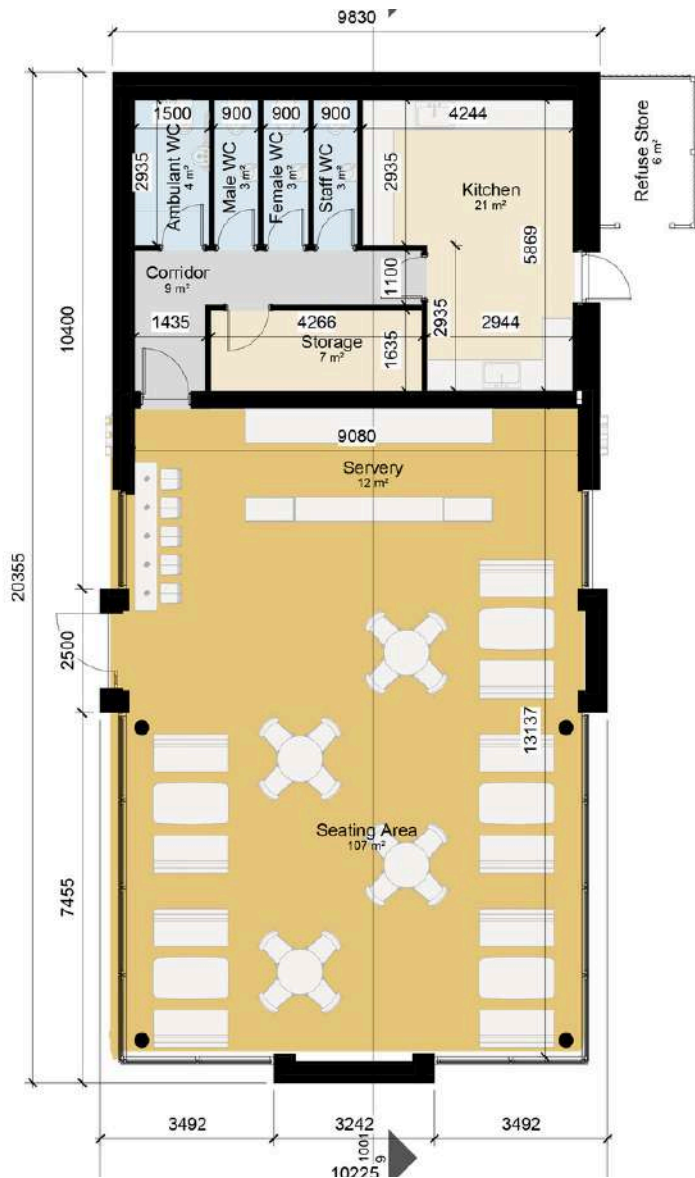 9830
1500
900
900
900
4244
Ambulant WC
4 m²
Male WC
3 m²
Female WC
3 m²
Staff WC
3 m²
2935
2935
Kitchen
21 m²
Refuse Store
6 m²
5869
Corridor
9 m²
1100
2935
10400
1435
4266
2944
Storage
7 m²
1635
9080
Servery
12 m²
20355
2500
13137
Seating Area
107 m²
7455
3492
3242
3492
1001
9
10225